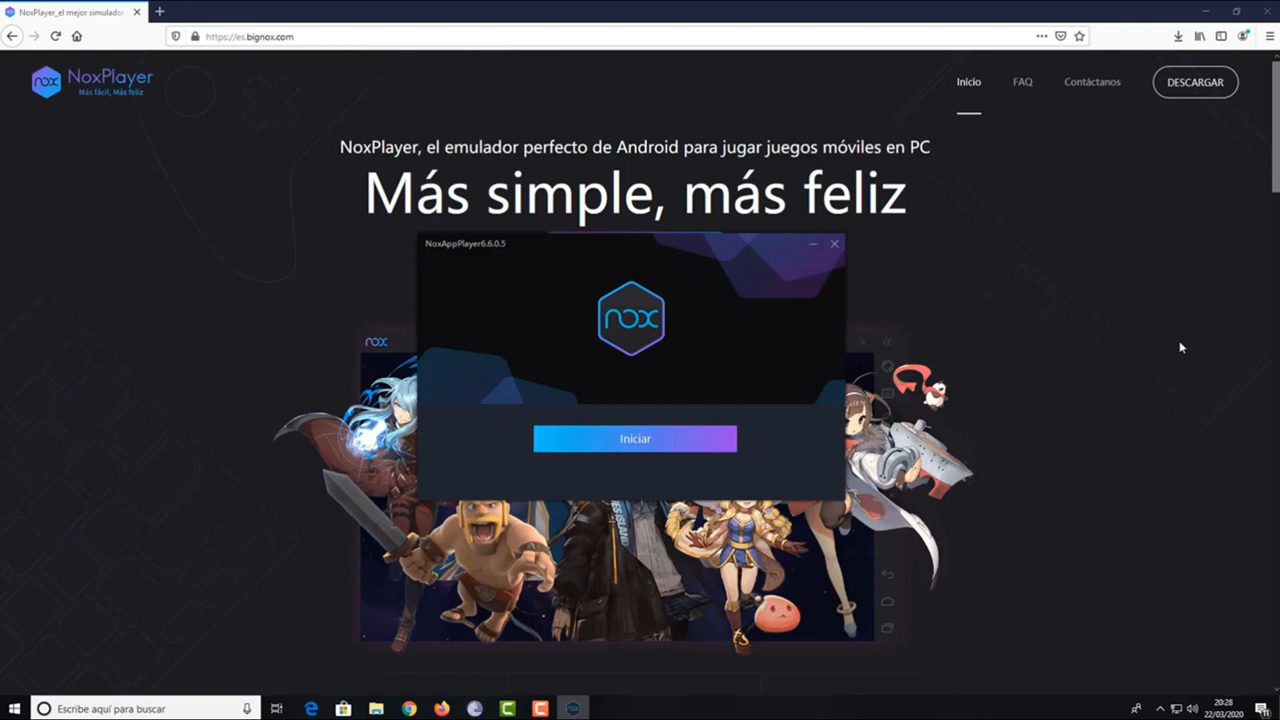 NoxPlayer_el mejor simulador
https://es.bignox.com
nox
NoxPlayer
Más fácil, Más feliz
Inicio
FAQ
Contáctanos
DESCARGAR
NoxPlayer, el emulador perfecto de Android para jugar juegos móviles en PC
Más simple, más feliz
NoxAppPlayer6.6.0.5
nox
nox
Iniciar
Escribe aquí para buscar
20:28
22/03/2020